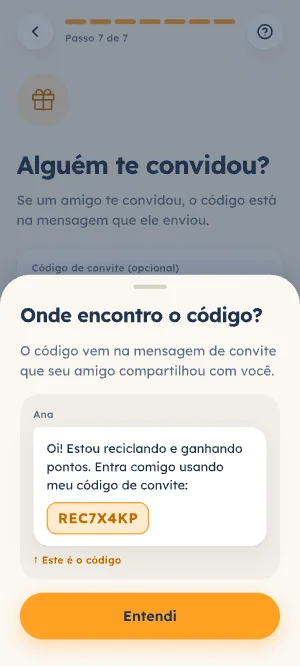 Passo 7 de 7
Alguém te convidou?
Se um amigo te convidou, o código está
na mensagem que ele enviou.
Código de convite (opcional)
Onde encontro o código?
O código vem na mensagem de convite
que seu amigo compartilhou com você.
Ana
Oi! Estou reciclando e ganhando
pontos. Entra comigo usando
meu código de convite:
REC7X4KP
↑ Este é o código
Entendi